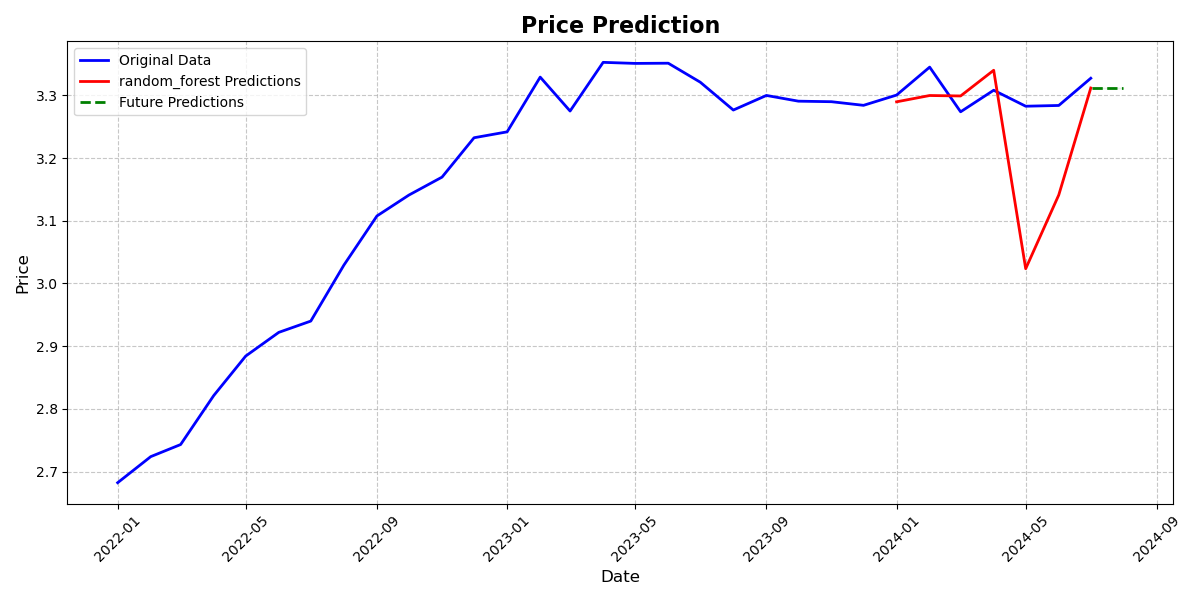 Price Prediction
Original Data
random_forest Predictions
Future Predictions
Price
3.3
3.2
3.1
3.0
2.9
2.8
2.7
2022-01
2022-05
2022-09
2023-01
2023-05
2023-09
2024-01
2024-05
2024-09
Date